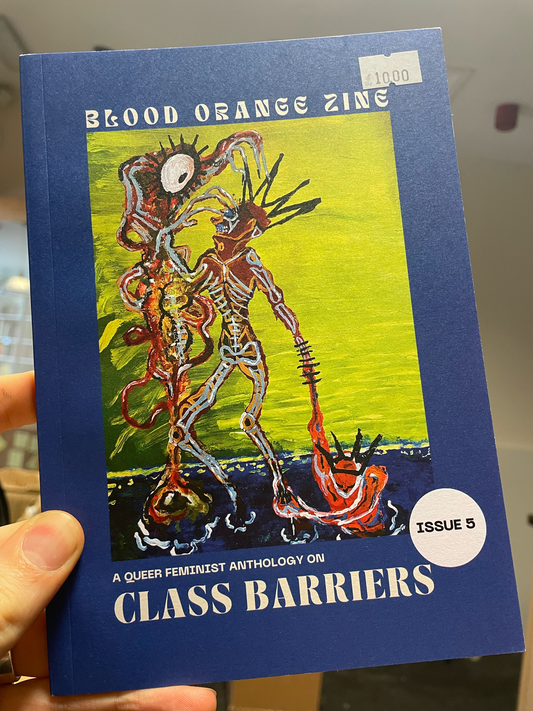 £10.00
BLOOD ORANGE ZINE
ISSUE 5
A QUEER FEMINIST ANTHOLOGY ON
CLASS BARRIERS